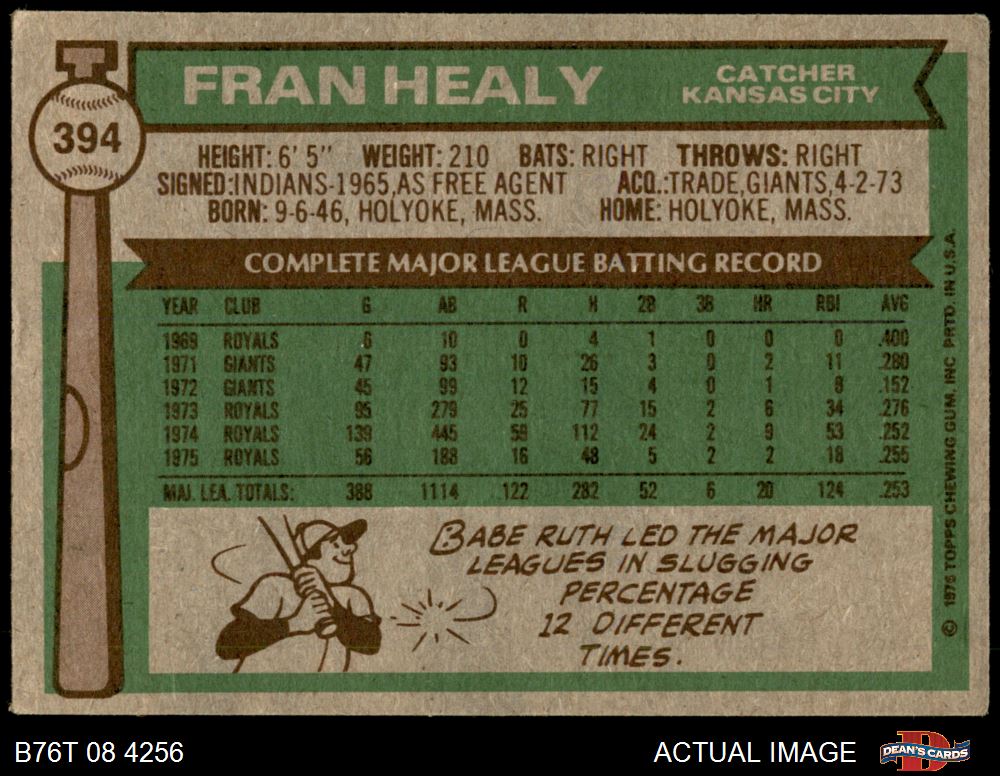 FRAN HEALY
CATCHER
KANSAS CITY
394
HEIGHT: 6' 5" WEIGHT: 210 BATS: RIGHT THROWS: RIGHT
SIGNED: INDIANS-1965, AS FREE AGENT ACQ.: TRADE, GIANTS, 4-2-73
BORN: 9-6-46, HOLYOKE, MASS. HOME: HOLYOKE, MASS.
COMPLETE MAJOR LEAGUE BATTING RECORD
YEAR CLUB G AB R H 2B 3B HR RBI AVG
1969 ROYALS 6 10 0 4 1 0 0 0 .400
1971 GIANTS 47 93 10 26 3 0 2 11 .280
1972 GIANTS 45 99 12 15 4 0 1 8 .152
1973 ROYALS 95 279 25 77 15 2 6 34 .276
1974 ROYALS 139 445 59 112 24 2 9 53 .252
1975 ROYALS 56 188 16 48 5 2 2 18 .255
MAJ. LEA. TOTALS: 388 1114 122 282 52 6 20 124 .253
BABE RUTH LED THE MAJOR
LEAGUES IN SLUGGING
PERCENTAGE
12 DIFFERENT
TIMES.
© 1976 TOPPS CHEWING GUM, INC PRTD. IN U.S.A.
B76T 08 4256
ACTUAL IMAGE
D
DEAN'S CARDS